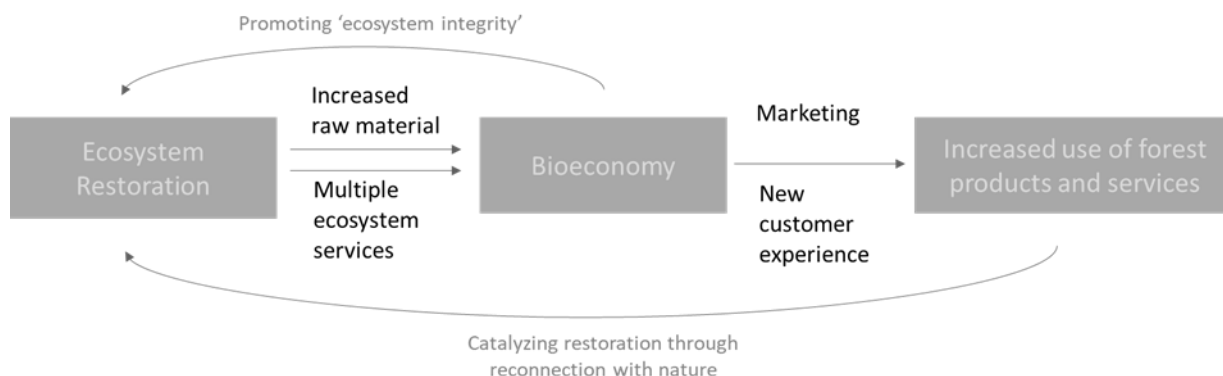 Promoting ‘ecosystem integrity’
Increased
raw material
Marketing
Ecosystem
Restoration
Bioeconomy
Increased use of forest
products and services
Multiple
ecosystem
services
New
customer
experience
Catalyzing restoration through
reconnection with nature